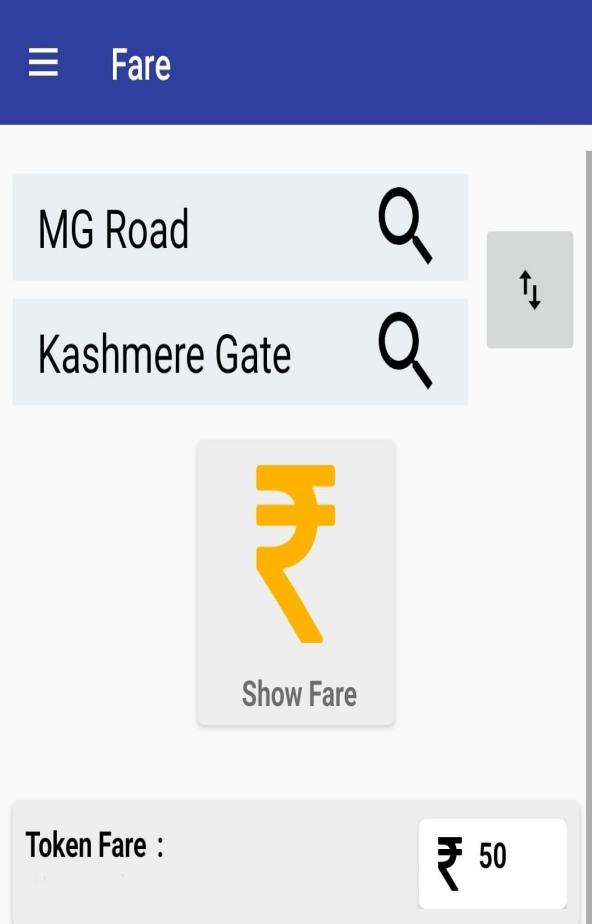 Fare
MG Road
Kashmere Gate
₹
Show Fare
Token Fare :
₹ 50